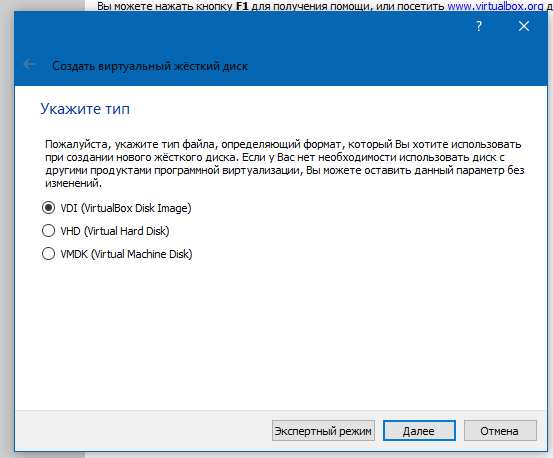 Вы можете нажать кнопку F1 для получения помощи, или посетить www.virtualbox.org д
?
Создать виртуальный жёсткий диск
Укажите тип
Пожалуйста, укажите тип файла, определяющий формат, который Вы хотите использовать
при создании нового жёсткого диска. Если у Вас нет необходимости использовать диск с
другими продуктами программной виртуализации, Вы можете оставить данный параметр без
изменений.
VDI (VirtualBox Disk Image)
VHD (Virtual Hard Disk)
VMDK (Virtual Machine Disk)
Экспертный режим Далее Отмена